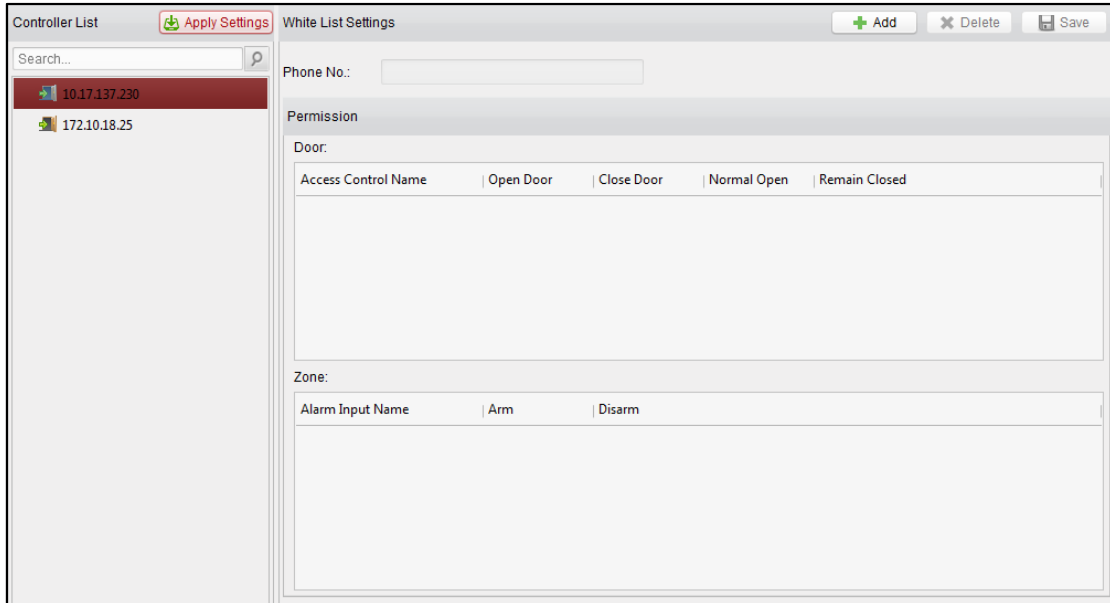 Controller List
Apply Settings
White List Settings
Add
Delete
Save
Search...
Phone No.:
10.17.137.230
172.10.18.25
Permission
Door:
Access Control Name
Open Door
Close Door
Normal Open
Remain Closed
Zone:
Alarm Input Name
Arm
Disarm